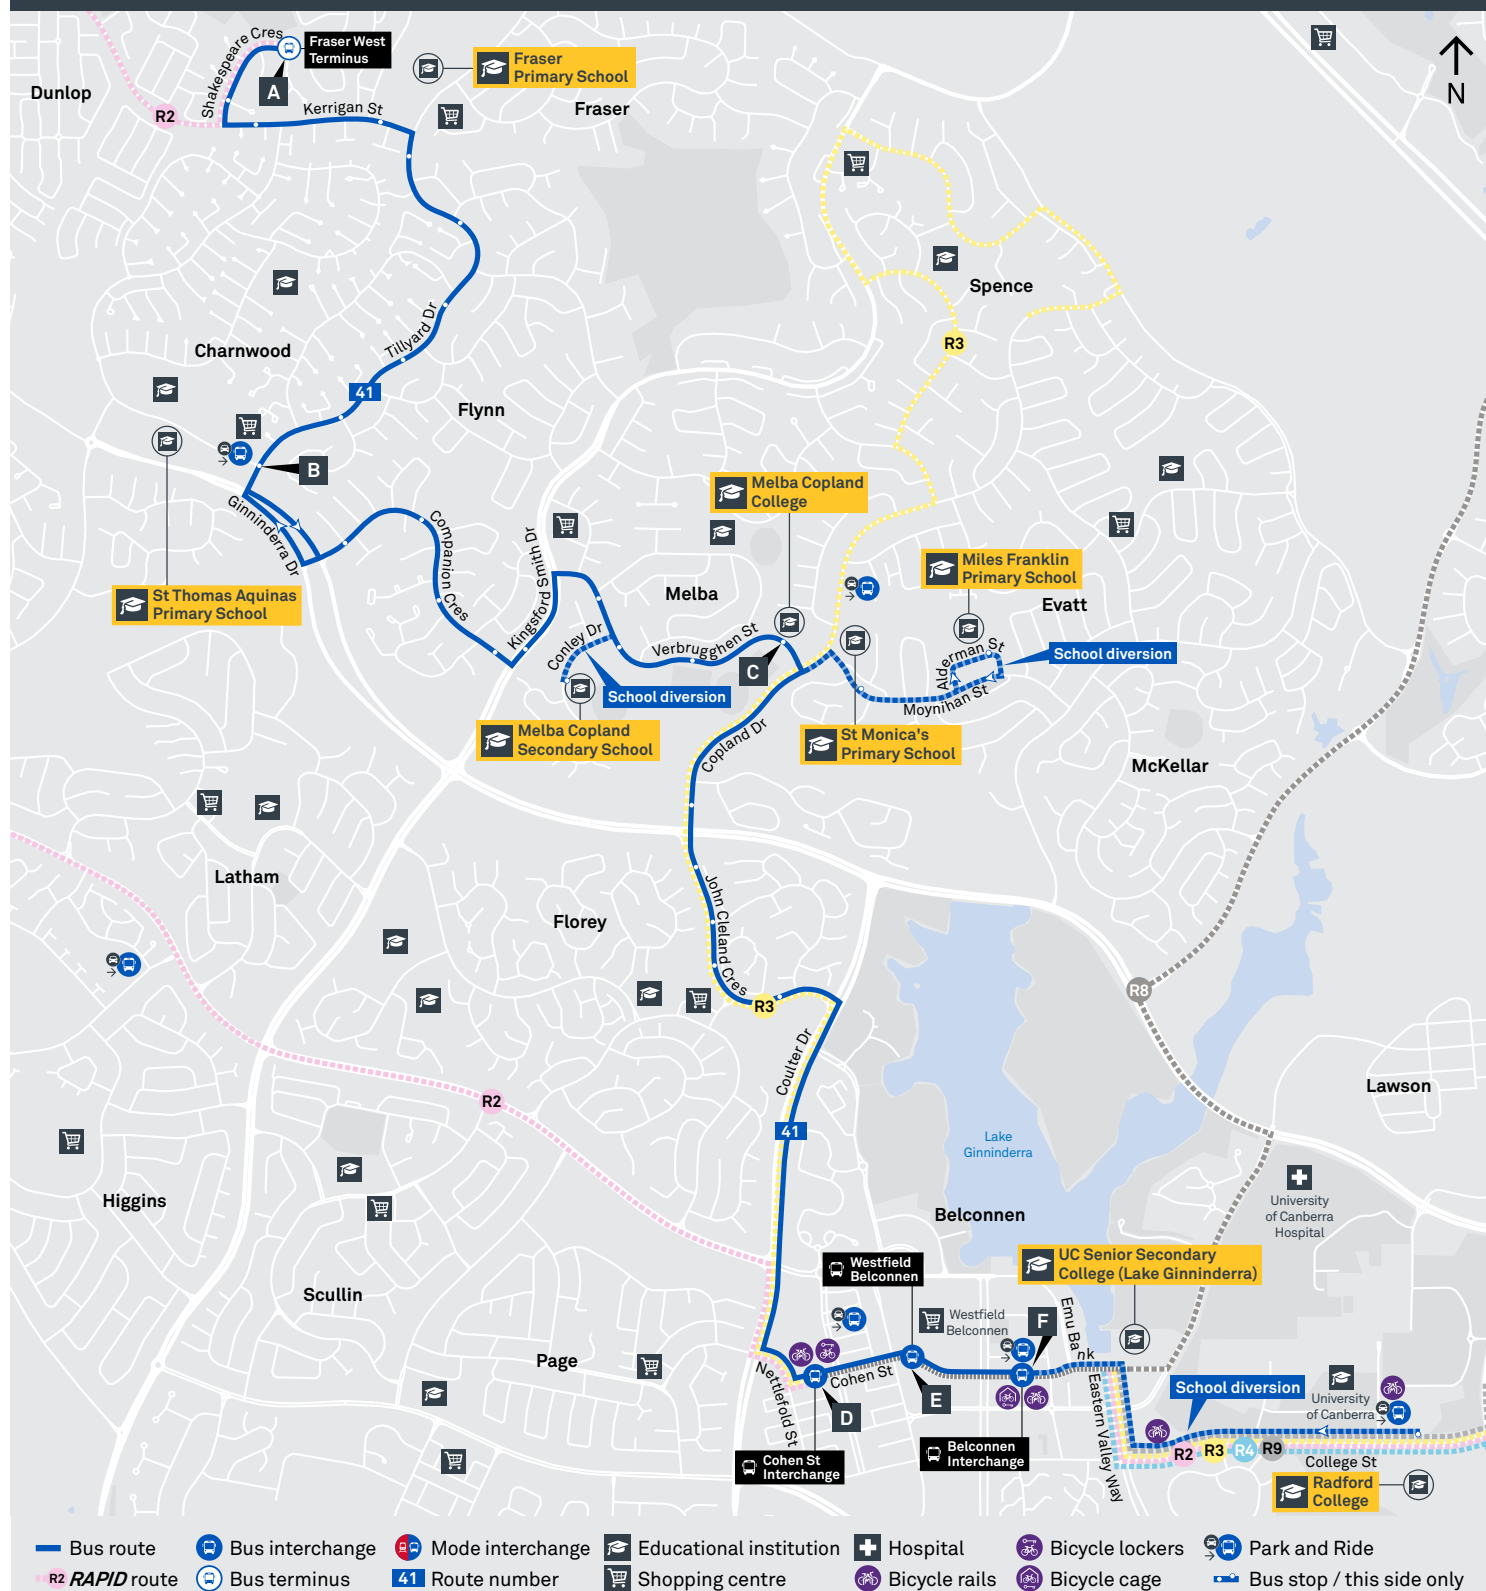 Shakespeare Cres
Fraser West
Terminus
A
Fraser
Primary School
Dunlop
R2
Kerrigan St
Fraser
N
Spence
R3
Tillyard Dr
Charnwood
41
Flynn
B
Ginninderra Dr
Companion Cres
Kingsford Smith Dr
Melba Copland
College
St Thomas Aquinas
Primary School
Melba
Miles Franklin
Primary School
Evatt
Conley Dr
Verbrugghen St
C
Alderman St
School diversion
Moynihan St
School diversion
Melba Copland
Secondary School
Copland Dr
St Monica's
Primary School
McKellar
Latham
John Cleland Cres
Florey
R3
R8
Coulter Dr
Lawson
R2
41
Lake
Ginninderra
Higgins
Belconnen
University
of Canberra
Hospital
Westfield
Belconnen
UC Senior Secondary
College (Lake Ginninderra)
Scullin
Westfield
Belconnen
Emu Bank
F
Page
Nettlefold St
Cohen St
D
E
Eastern Valley Way
School diversion
University
of Canberra
Cohen St
Interchange
Belconnen
Interchange
R2
R3
R4
R9
College St
Radford
College
Bus route
Bus interchange
Mode interchange
Educational institution
Hospital
Bicycle lockers
Park and Ride
R2 RAPID route
Bus terminus
41 Route number
Shopping centre
Bicycle rails
Bicycle cage
Bus stop / this side only